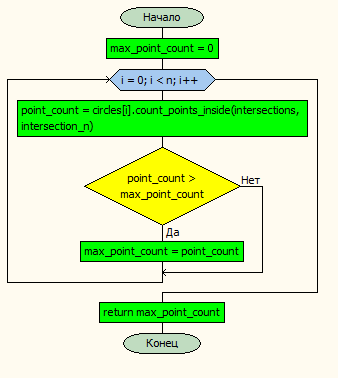 Начало
max_point_count = 0
i = 0; i < n; i++
point_count = circles[i].count_points_inside(intersections,
intersection_n)
point_count >
max_point_count
Нет
Да
max_point_count = point_count
return max_point_count
Конец